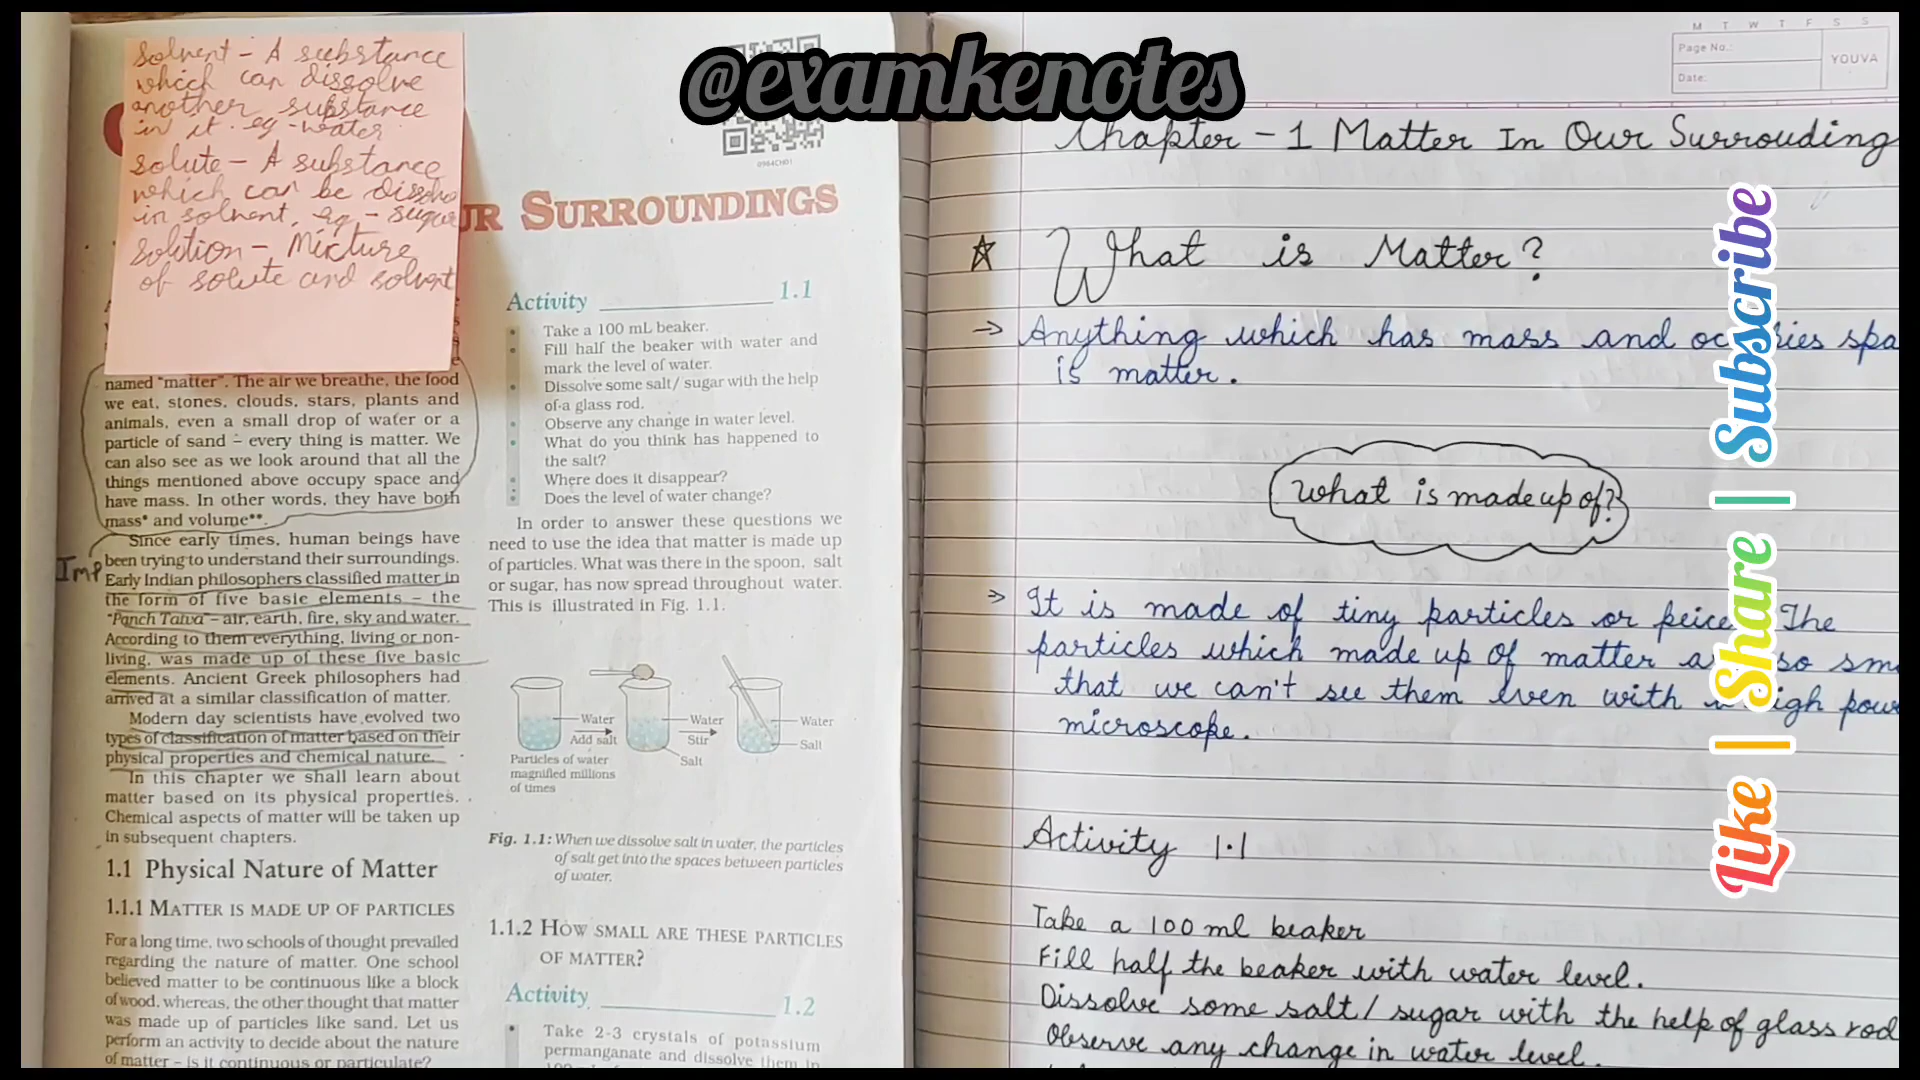 @examkenotes
Solvent - A substance
which can dissolve
another substance
in it. eg - water
Solute - A substance
which can be dissolve
in solvent, eg - sugar
Solution - Mixture
of solute and solvent
0964CH01
UR SURROUNDINGS
named "matter". The air we breathe, the food
we eat, stones, clouds, stars, plants and
animals, even a small drop of water or a
particle of sand – every thing is matter. We
can also see as we look around that all the
things mentioned above occupy space and
have mass. In other words, they have both
mass* and volume**.
Imp
Since early times, human beings have
been trying to understand their surroundings.
Early Indian philosophers classified matter in
the form of five basic elements – the
"Panch Tatva" – air, earth, fire, sky and water.
According to them everything, living or non-
living, was made up of these five basic
elements. Ancient Greek philosophers had
arrived at a similar classification of matter.
Modern day scientists have evolved two
types of classification of matter based on their
physical properties and chemical nature.
In this chapter we shall learn about
matter based on its physical properties.
Chemical aspects of matter will be taken up
in subsequent chapters.
1.1 Physical Nature of Matter
1.1.1 MATTER IS MADE UP OF PARTICLES
For a long time, two schools of thought prevailed
regarding the nature of matter. One school
believed matter to be continuous like a block
of wood, whereas, the other thought that matter
was made up of particles like sand. Let us
perform an activity to decide about the nature
of matter – is it continuous or particulate?
Activity 1.1
• Take a 100 mL beaker.
• Fill half the beaker with water and
mark the level of water.
• Dissolve some salt/ sugar with the help
of a glass rod.
• Observe any change in water level.
• What do you think has happened to
the salt?
• Where does it disappear?
• Does the level of water change?
In order to answer these questions we
need to use the idea that matter is made up
of particles. What was there in the spoon, salt
or sugar, has now spread throughout water.
This is illustrated in Fig. 1.1.
Water
Add salt
Water
Stir
Salt
Water
Salt
Particles of water
magnified millions
of times
Fig. 1.1: When we dissolve salt in water, the particles
of salt get into the spaces between particles
of water.
1.1.2 HOW SMALL ARE THESE PARTICLES
OF MATTER?
Activity 1.2
• Take 2-3 crystals of potassium
permanganate and dissolve them in
M T W T F S S
Page No.:
Date:
YOUVA
Chapter - 1 Matter In Our Surrouding
What is Matter?
→ Anything which has mass and occupies spa
is matter.
What is made up of?
→ It is made of tiny particles or peice The
particles which made up of matter a so sm
that we can't see them even with a high pow
microscope.
Activity 1.1
Take a 100 ml beaker
Fill half the beaker with water level.
Dissolve some salt/ sugar with the help of glass rod
Observe any change in water level.
Like | Share | Subscribe